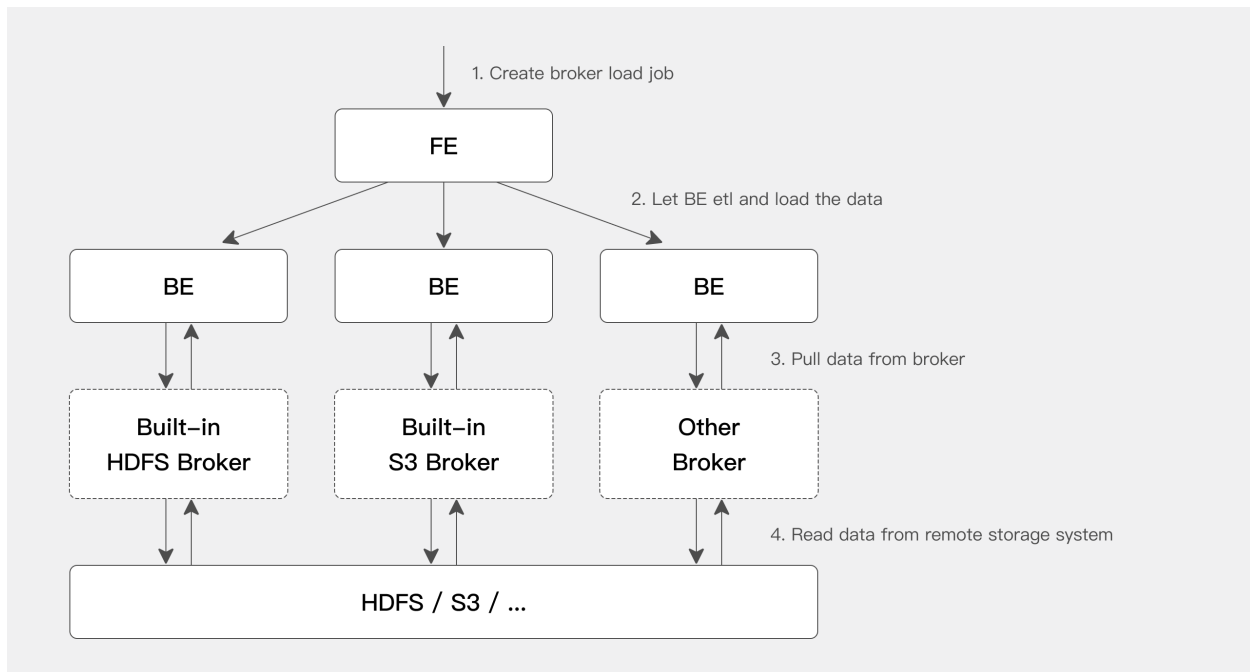 1. Create broker load job
FE
2. Let BE etl and load the data
BE
BE
BE
3. Pull data from broker
Built-in
HDFS Broker
Built-in
S3 Broker
Other
Broker
4. Read data from remote storage system
HDFS / S3 / ...